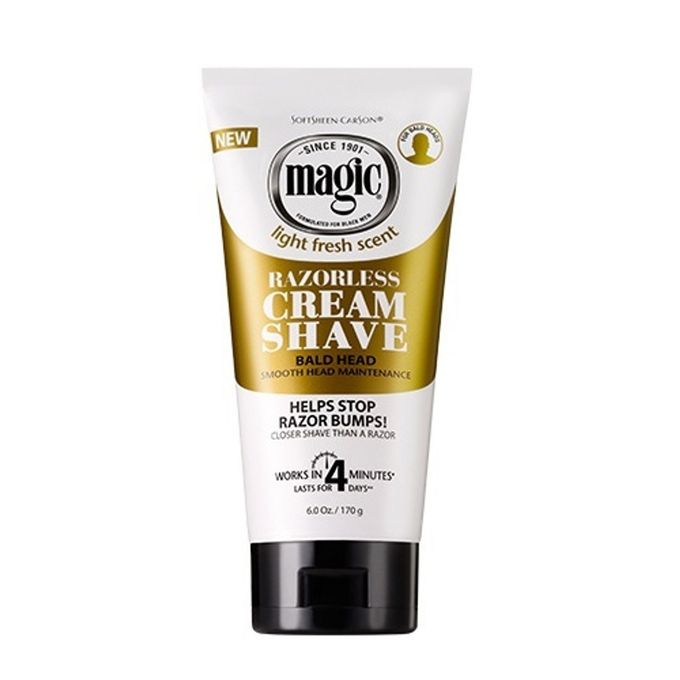 SOFTSHEEN·CARSON®
NEW
FOR BALD HEADS
SINCE 1901
magic®
FORMULATED FOR BLACK MEN
light fresh scent
RAZORLESS
CREAM
SHAVE
BALD HEAD
SMOOTH HEAD MAINTENANCE
HELPS STOP
RAZOR BUMPS!
CLOSER SHAVE THAN A RAZOR
WORKS IN 4 MINUTES*
LASTS FOR 4 DAYS**
6.0 Oz. / 170 g